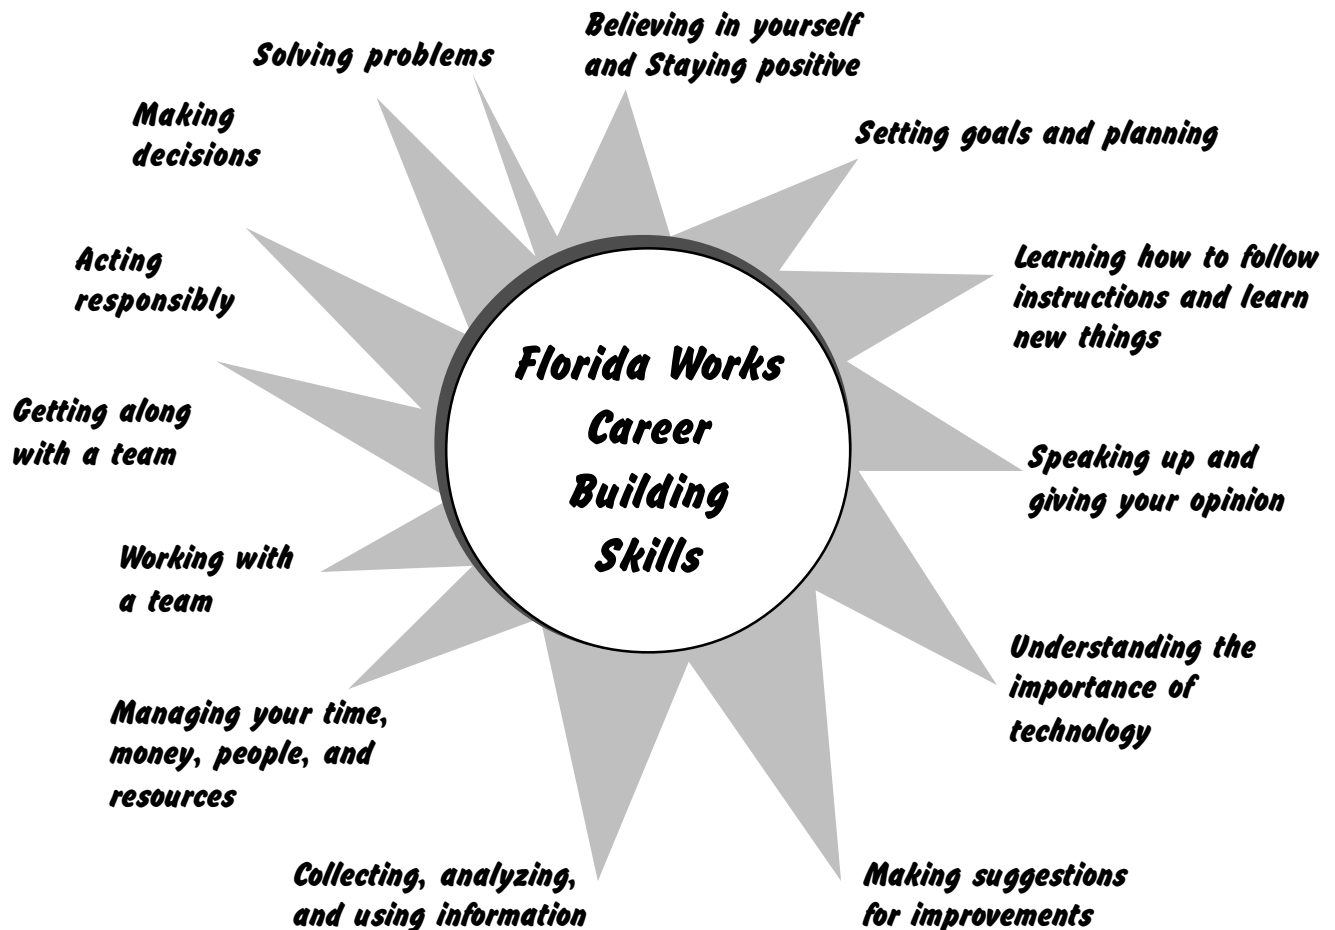 Believing in yourself
and Staying positive
Solving problems
Making
decisions
Setting goals and planning
Acting
responsibly
Learning how to follow
instructions and learn
new things
Florida Works
Career
Building
Skills
Getting along
with a team
Speaking up and
giving your opinion
Working with
a team
Understanding the
importance of
technology
Managing your time,
money, people, and
resources
Collecting, analyzing,
and using information
Making suggestions
for improvements